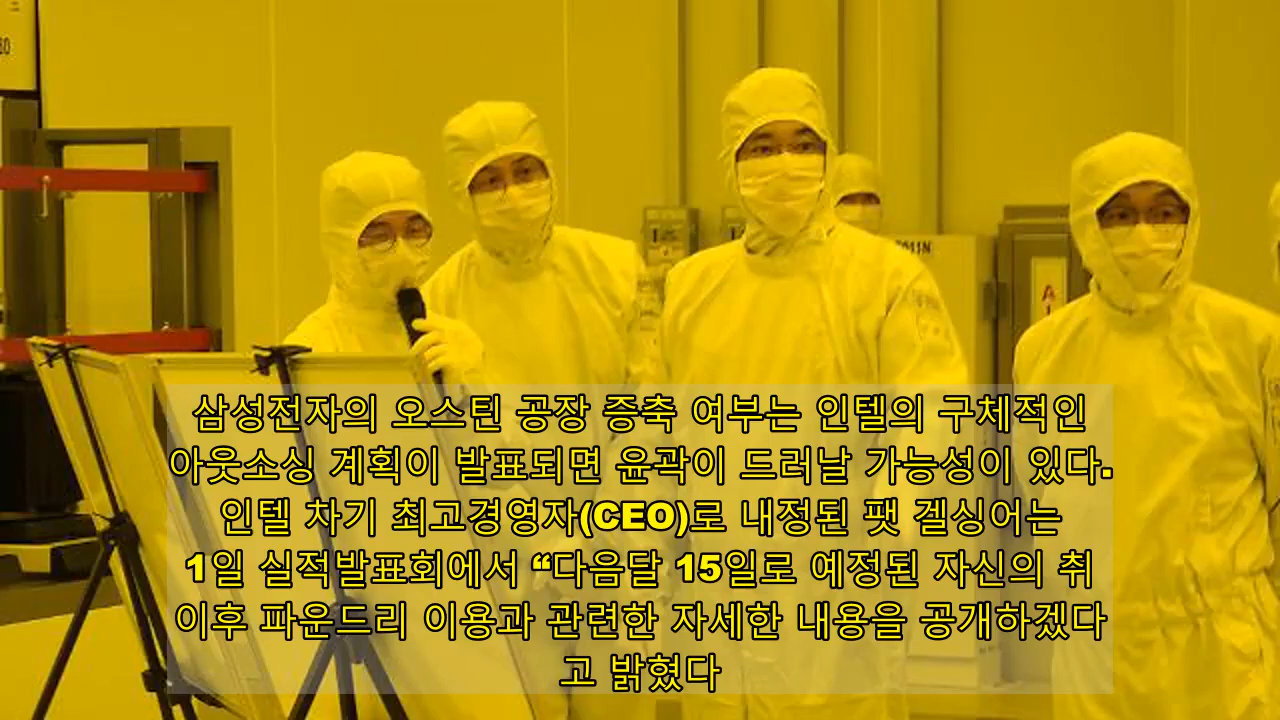 80
2011N
삼성전자의 오스틴 공장 증축 여부는 인텔의 구체적인
아웃소싱 계획이 발표되면 윤곽이 드러날 가능성이 있다.
인텔 차기 최고경영자(CEO)로 내정된 팻 겔싱어는
1일 실적발표회에서 “다음달 15일로 예정된 자신의 취
이후 파운드리 이용과 관련한 자세한 내용을 공개하겠다
고 밝혔다